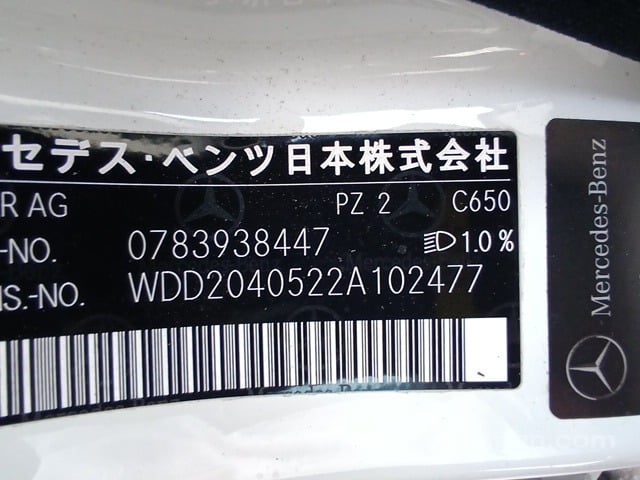 セデス・ベンツ日本株式会社
R AG PZ 2 C650
-NO. 0783938447 1.0 %
IS.-NO. WDD2040522A102477
Mercedes-Benz